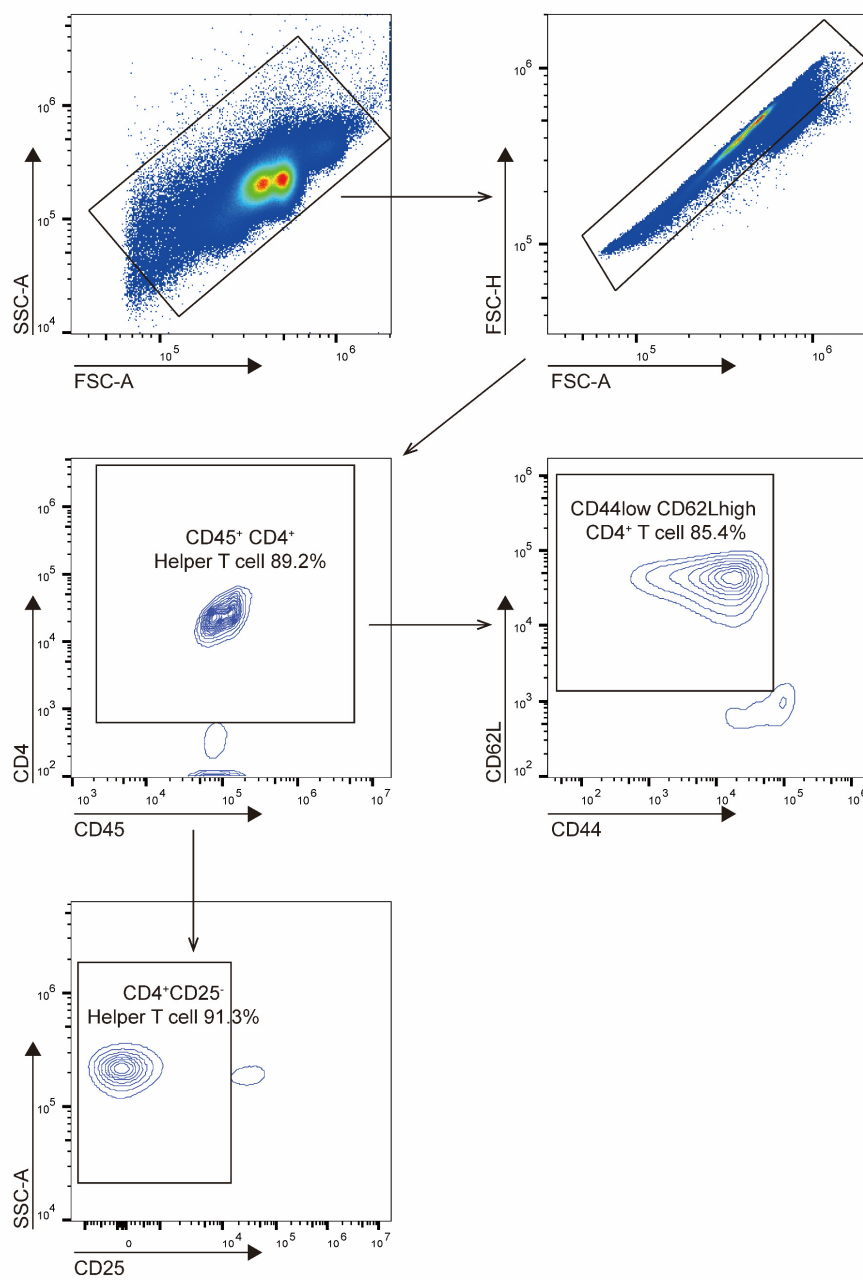 10⁶
10⁵
10⁴
SSC-A
10⁵ 10⁶
FSC-A
10⁶
10⁵
FSC-H
10⁵ 10⁶
FSC-A
10⁶
10⁵
10⁴
10³
10²
CD4
CD45⁺ CD4⁺
Helper T cell 89.2%
10³ 10⁴ 10⁵ 10⁶ 10⁷
CD45
10⁶
10⁵
10⁴
10³
10²
CD62L
CD44low CD62Lhigh
CD4⁺ T cell 85.4%
10² 10³ 10⁴ 10⁵ 10⁶
CD44
10⁶
10⁵
10⁴
SSC-A
CD4⁺CD25⁻
Helper T cell 91.3%
0 10⁴ 10⁵ 10⁶ 10⁷
CD25